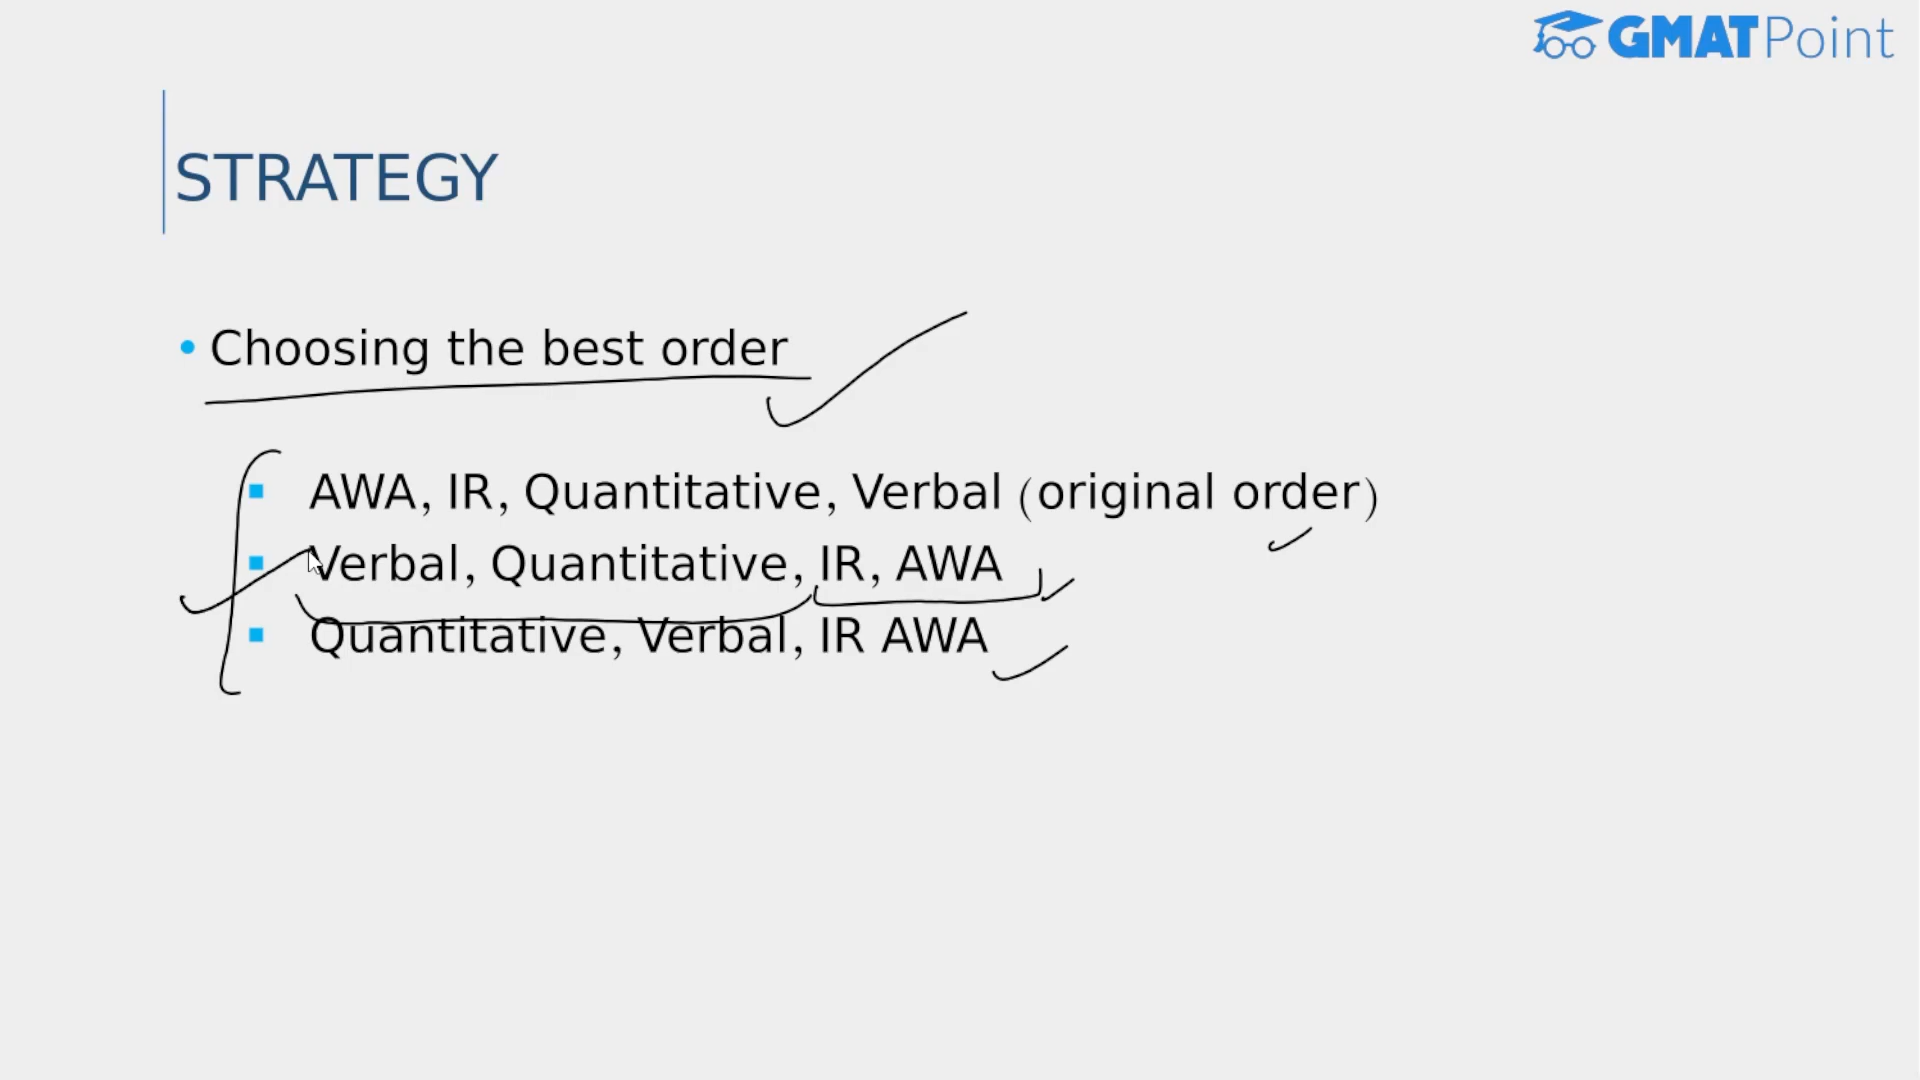 GMATPoint
STRATEGY
• Choosing the best order
▪ AWA, IR, Quantitative, Verbal (original order)
▪ Verbal, Quantitative, IR, AWA
▪ Quantitative, Verbal, IR AWA